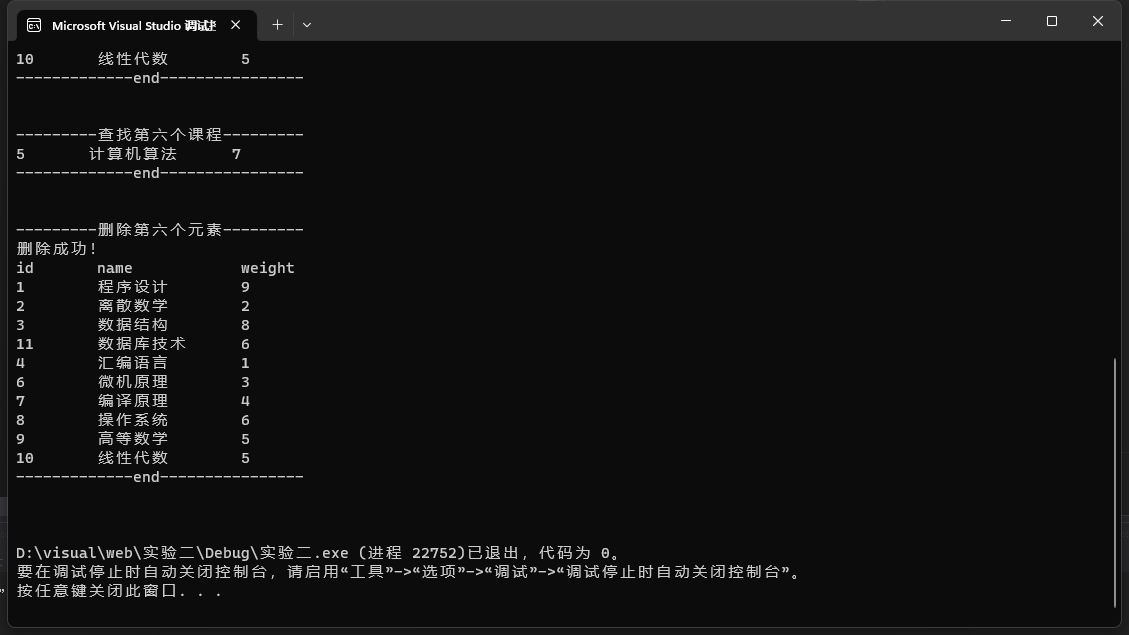 Microsoft Visual Studio 调试
10 线性代数 5
-------------end----------------
---------查找第六个课程---------
5 计算机算法 7
-------------end----------------
---------删除第六个元素---------
删除成功!
id name weight
1 程序设计 9
2 离散数学 2
3 数据结构 8
11 数据库技术 6
4 汇编语言 1
6 微机原理 3
7 编译原理 4
8 操作系统 6
9 高等数学 5
10 线性代数 5
-------------end----------------
D:\visual\web\实验二\Debug\实验二.exe (进程 22752)已退出，代码为 0。
要在调试停止时自动关闭控制台，请启用“工具”->“选项”->“调试”->“调试停止时自动关闭控制台”。
按任意键关闭此窗口. . .